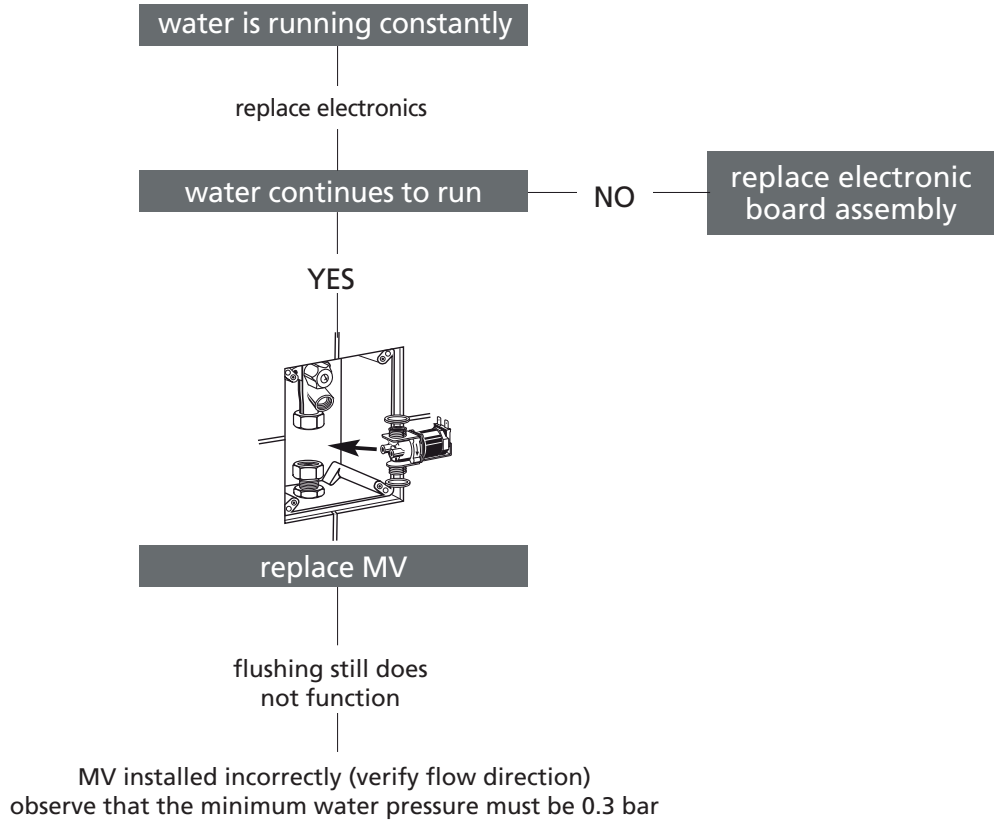 water is running constantly
replace electronics
water continues to run
NO
replace electronic
board assembly
YES
replace MV
flushing still does
not function
MV installed incorrectly (verify flow direction)
observe that the minimum water pressure must be 0.3 bar